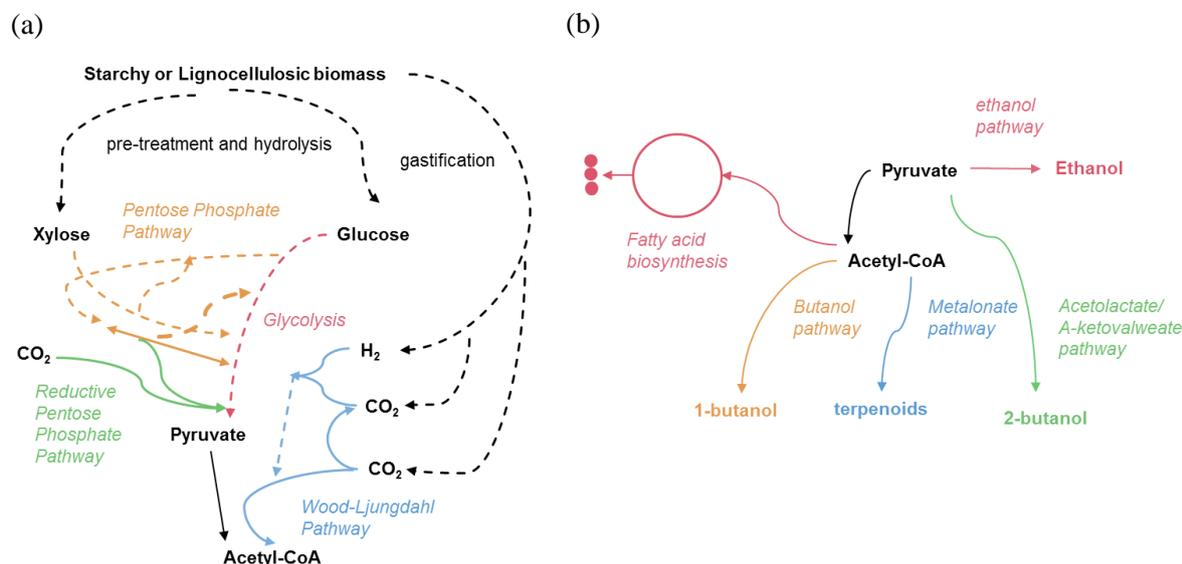 (a)
Starchy or Lignocellulosic biomass
pre-treatment and hydrolysis
gastification
Pentose Phosphate
Pathway
Xylose
Glucose
Glycolysis
CO2
H2
Reductive
Pentose
Phosphate
Pathway
CO2
Pyruvate
CO2
Wood-Ljungdahl
Pathway
Acetyl-CoA
(b)
ethanol
pathway
Pyruvate
Ethanol
Fatty acid
biosynthesis
Acetyl-CoA
Butanol
pathway
Metalonate
pathway
Acetolactate/
A-ketovalweate
pathway
1-butanol
terpenoids
2-butanol